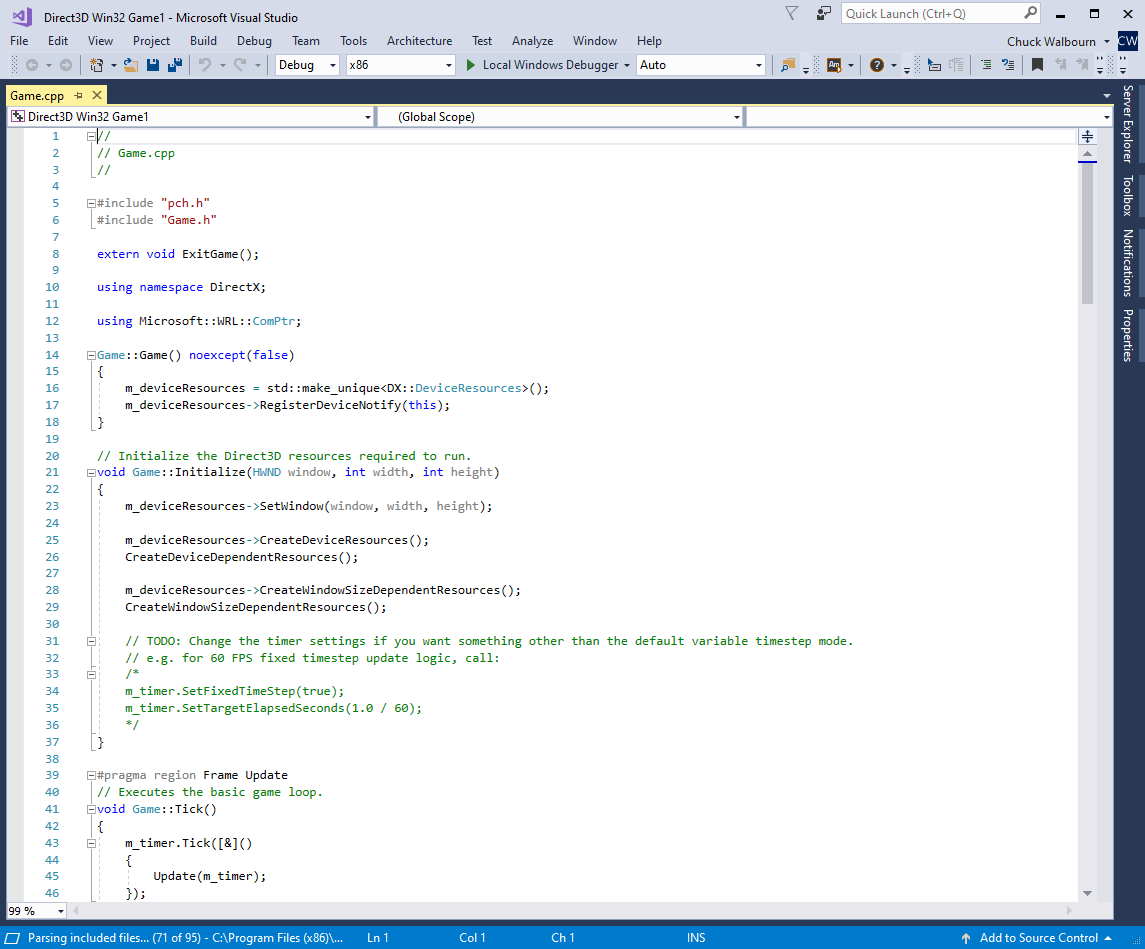 Direct3D Win32 Game1 - Microsoft Visual Studio
Quick Launch (Ctrl+Q)
File Edit View Project Build Debug Team Tools Architecture Test Analyze Window Help
Chuck Walbourn CW
Debug x86 Local Windows Debugger Auto
Game.cpp
Direct3D Win32 Game1 (Global Scope)
1 //
2 // Game.cpp
3 //
4
5 #include "pch.h"
6 #include "Game.h"
7
8 extern void ExitGame();
9
10 using namespace DirectX;
11
12 using Microsoft::WRL::ComPtr;
13
14 Game::Game() noexcept(false)
15 {
16 m_deviceResources = std::make_unique<DX::DeviceResources>();
17 m_deviceResources->RegisterDeviceNotify(this);
18 }
19
20 // Initialize the Direct3D resources required to run.
21 void Game::Initialize(HWND window, int width, int height)
22 {
23 m_deviceResources->SetWindow(window, width, height);
24
25 m_deviceResources->CreateDeviceResources();
26 CreateDeviceDependentResources();
27
28 m_deviceResources->CreateWindowSizeDependentResources();
29 CreateWindowSizeDependentResources();
30
31 // TODO: Change the timer settings if you want something other than the default variable timestep mode.
32 // e.g. for 60 FPS fixed timestep update logic, call:
33 /*
34 m_timer.SetFixedTimeStep(true);
35 m_timer.SetTargetElapsedSeconds(1.0 / 60);
36 */
37 }
38
39 #pragma region Frame Update
40 // Executes the basic game loop.
41 void Game::Tick()
42 {
43 m_timer.Tick([&]()
44 {
45 Update(m_timer);
46 });
Server Explorer
Toolbox
Notifications
Properties
99 %
Parsing included files... (71 of 95) - C:\Program Files (x86)\... Ln 1 Col 1 Ch 1 INS Add to Source Control